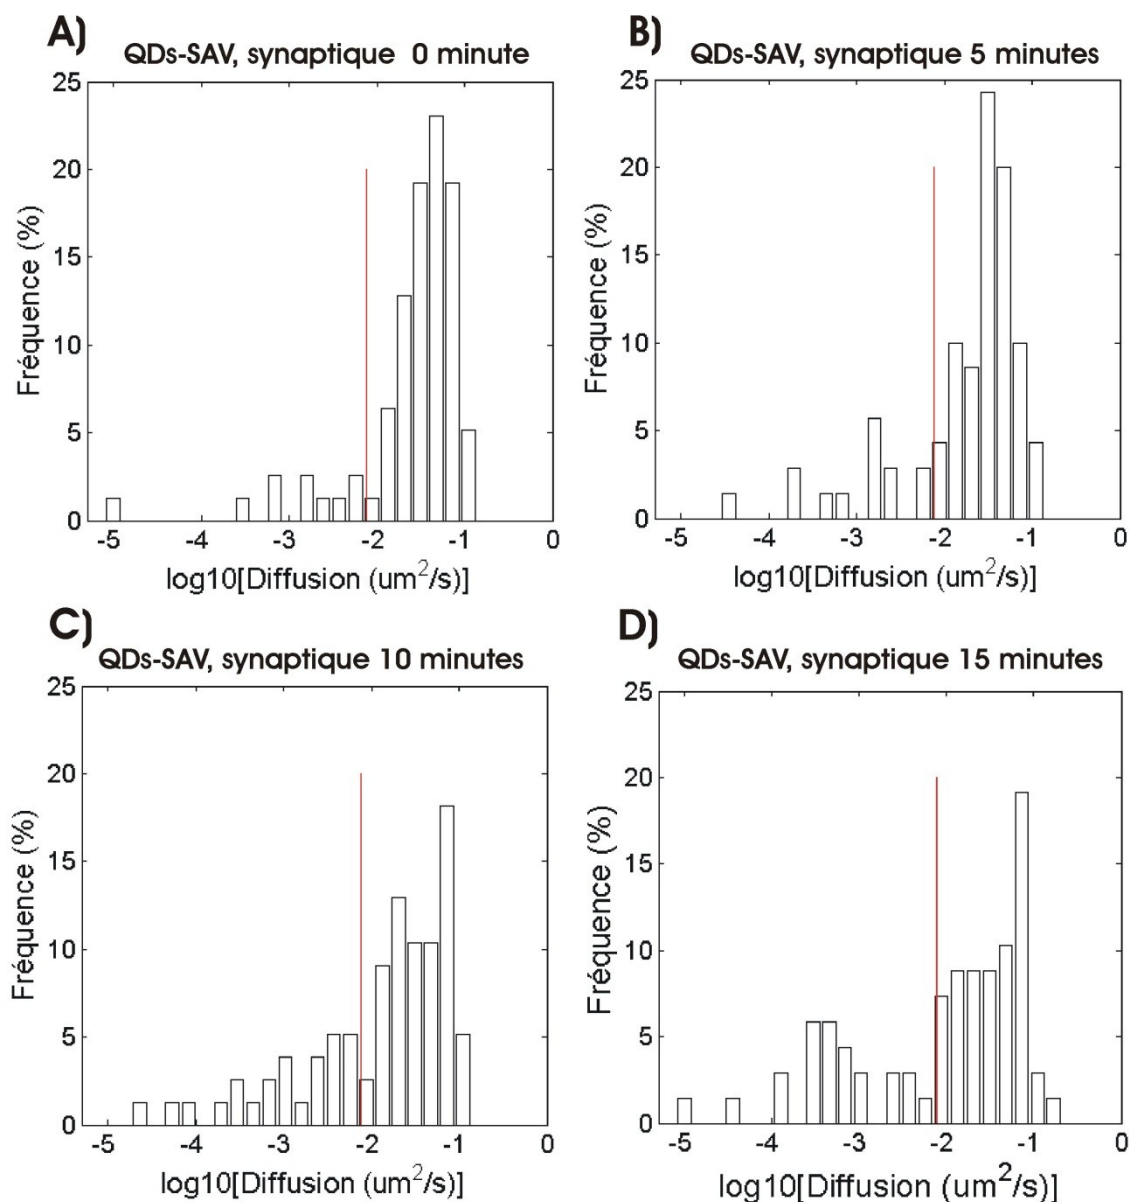 A)
QDs-SAV, synaptique 0 minute
25
20
15
10
5
0
Fréquence (%)
-5 -4 -3 -2 -1 0
log10[Diffusion (um²/s)]
B)
QDs-SAV, synaptique 5 minutes
25
20
15
10
5
0
Fréquence (%)
-5 -4 -3 -2 -1 0
log10[Diffusion (um²/s)]
C)
QDs-SAV, synaptique 10 minutes
25
20
15
10
5
0
Fréquence (%)
-5 -4 -3 -2 -1 0
log10[Diffusion (um²/s)]
D)
QDs-SAV, synaptique 15 minutes
25
20
15
10
5
0
Fréquence (%)
-5 -4 -3 -2 -1 0
log10[Diffusion (um²/s)]